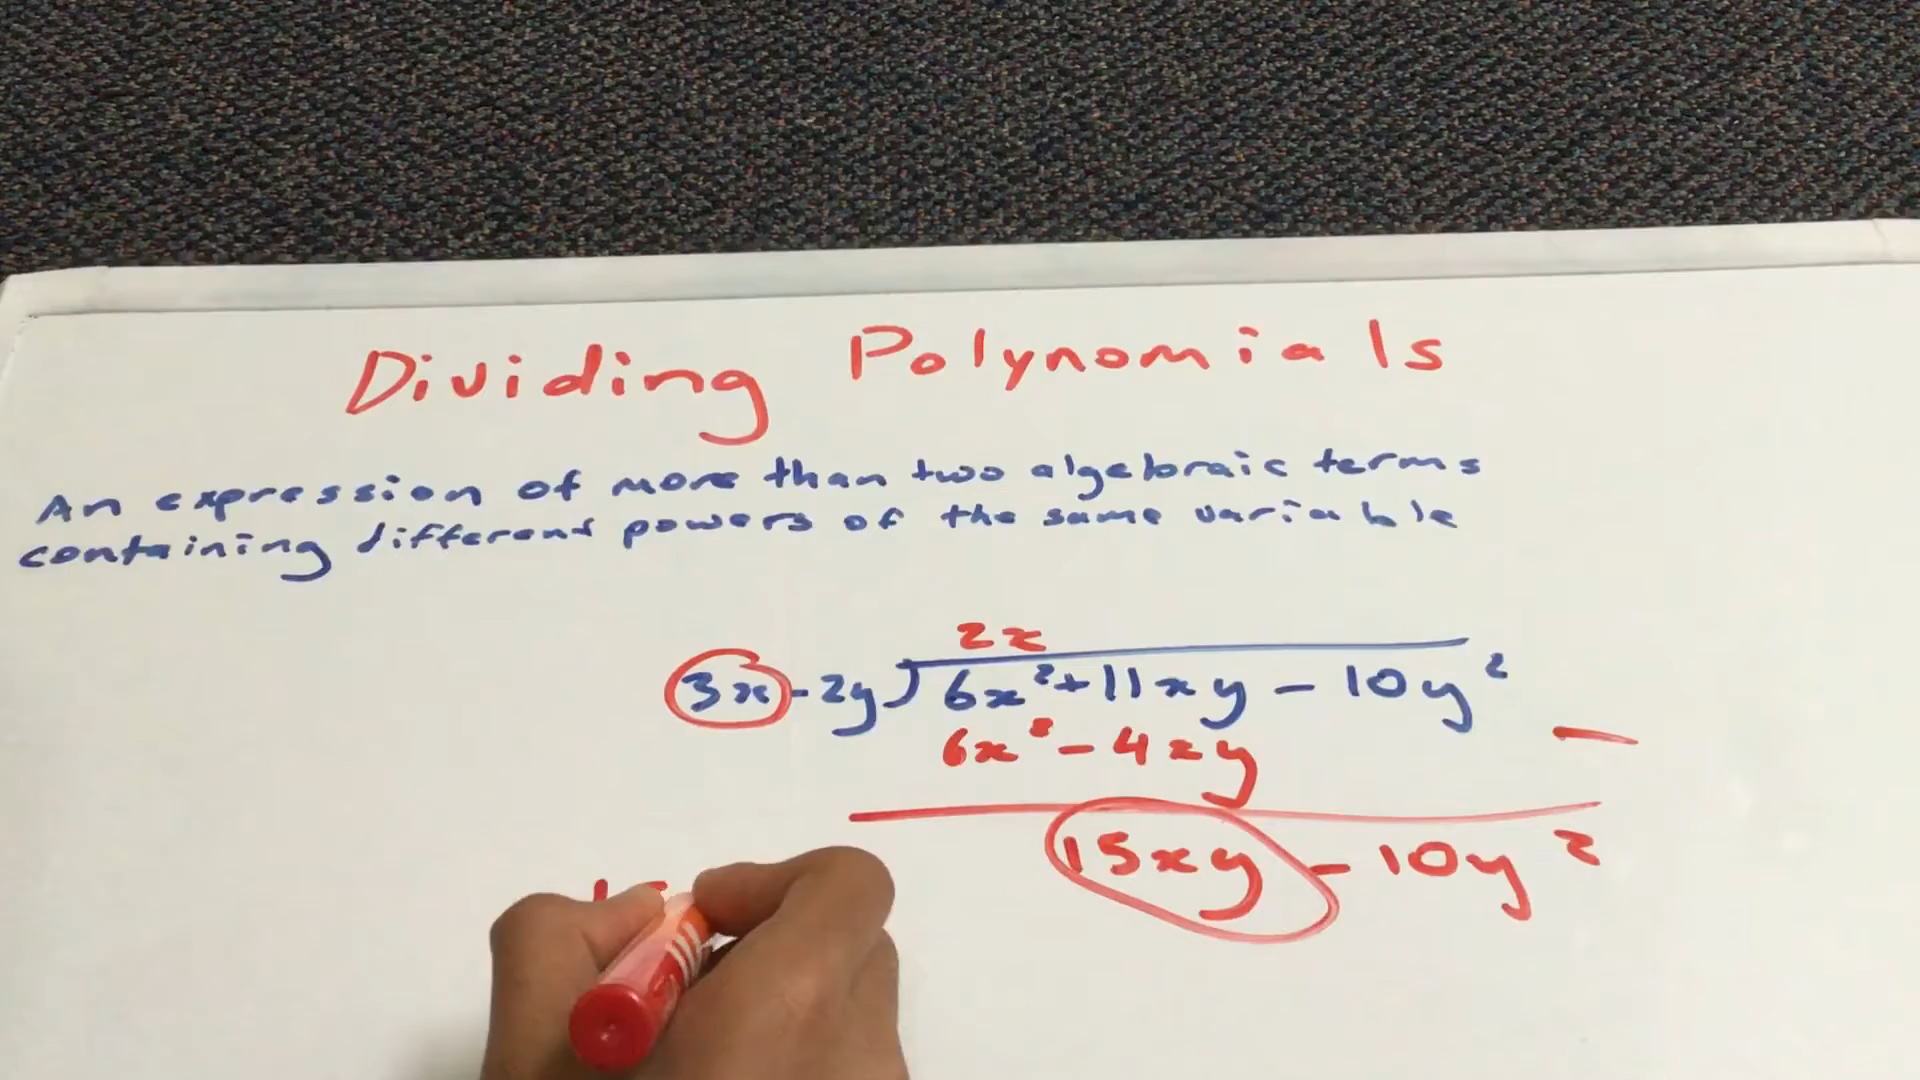 Dividing Polynomials
An expression of more than two algebraic terms
containing different powers of the same variable
2x
3x - 2y) 6x² + 11xy - 10y²
6x² - 4xy
—
15xy - 10y²